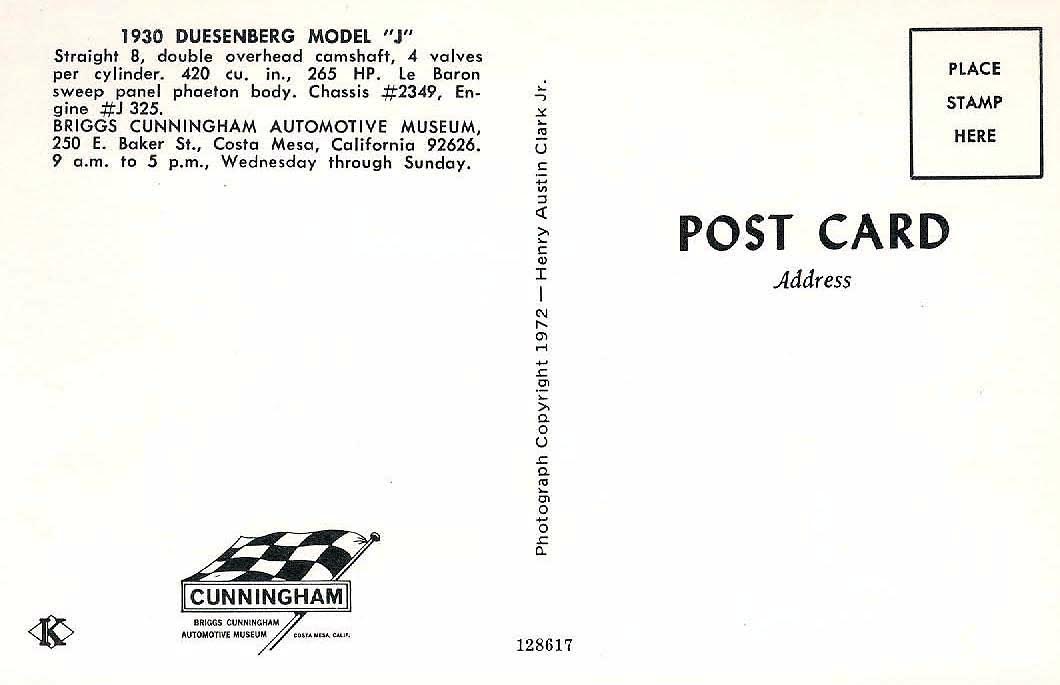 1930 DUESENBERG MODEL "J"
Straight 8, double overhead camshaft, 4 valves
per cylinder. 420 cu. in., 265 HP. Le Baron
sweep panel phaeton body. Chassis #2349, En-
gine #J 325.
BRIGGS CUNNINGHAM AUTOMOTIVE MUSEUM,
250 E. Baker St., Costa Mesa, California 92626.
9 a.m. to 5 p.m., Wednesday through Sunday.
CUNNINGHAM
BRIGGS CUNNINGHAM
AUTOMOTIVE MUSEUM
COSTA MESA, CALIF.
K
Photograph Copyright 1972 — Henry Austin Clark Jr.
128617
PLACE
STAMP
HERE
POST CARD
Address